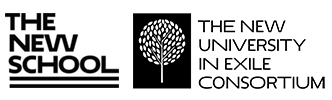 THE
NEW
SCHOOL
THE NEW
UNIVERSITY
IN EXILE
CONSORTIUM